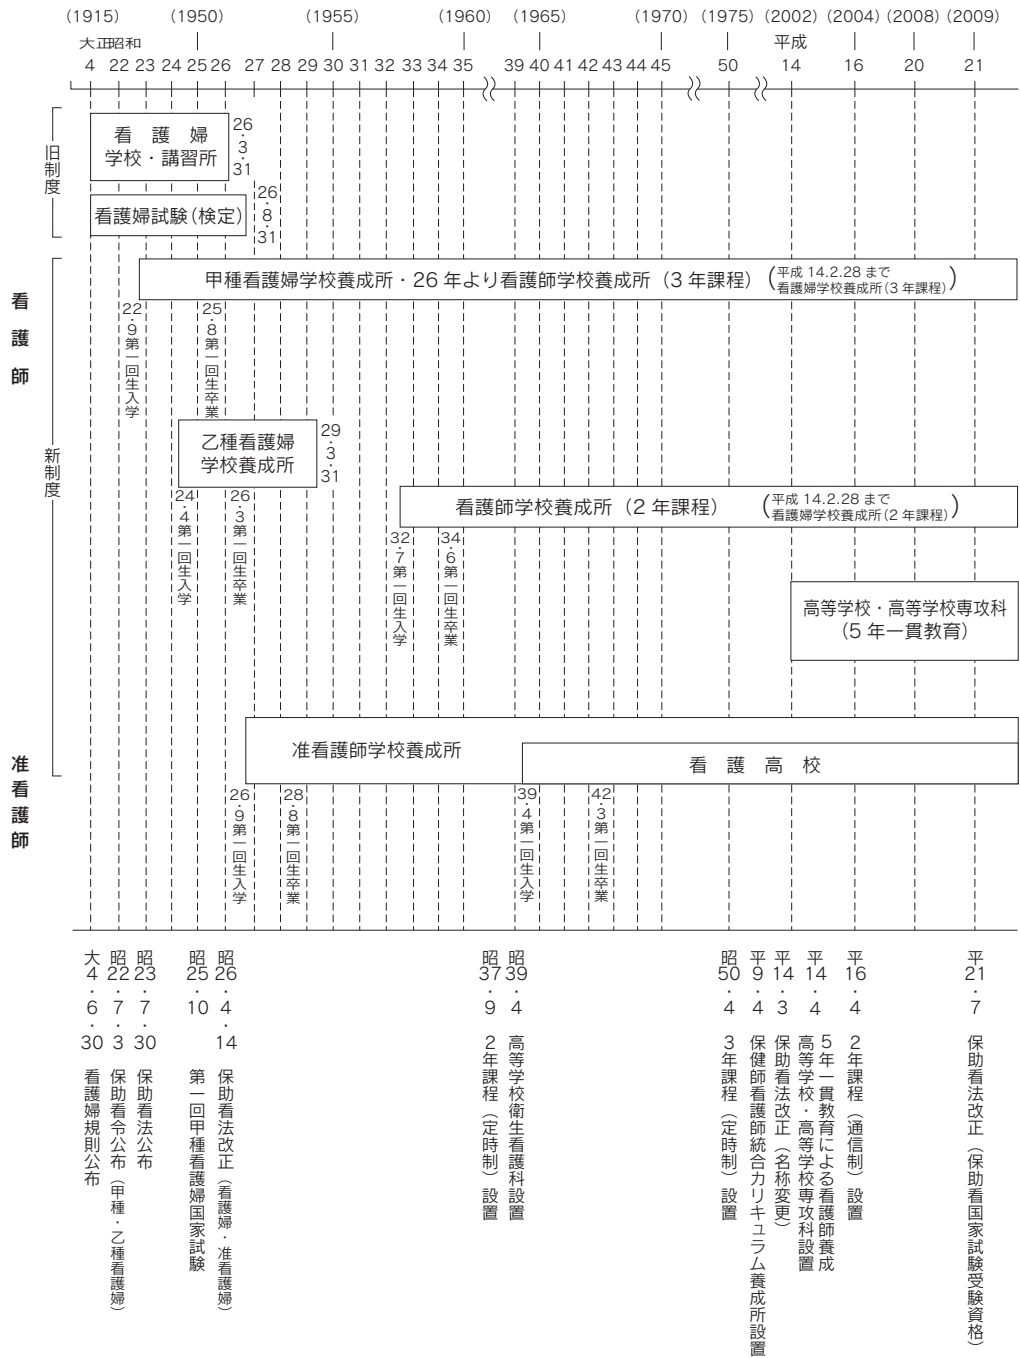 (1915) (1950) (1955) (1960) (1965) (1970) (1975) (2002) (2004) (2008) (2009)
大正昭和 平成
4 22 23 24 25 26 27 28 29 30 31 32 33 34 35 39 40 41 42 43 44 45 50 14 16 20 21
旧制度
看護婦
学校・講習所
26・3・31
看護婦試験(検定)
26・8・31
看護師
新制度
甲種看護婦学校養成所・26年より看護師学校養成所(3年課程)
(平成14.2.28まで
看護婦学校養成所(3年課程))
22・9第一回生入学
25・8第一回生卒業
乙種看護婦
学校養成所
29・3・31
24・4第一回生入学
26・3第一回生卒業
看護師学校養成所(2年課程)
(平成14.2.28まで
看護婦学校養成所(2年課程))
32・7第一回生入学
34・6第一回生卒業
高等学校・高等学校専攻科
(5年一貫教育)
准看護師
准看護師学校養成所
看護高校
26・9第一回生入学
28・8第一回生卒業
39・4第一回生入学
42・3第一回生卒業
大4・6・30 看護婦規則公布
昭22・7・3 保助看令公布(甲種・乙種看護婦)
昭23・7・30 保助看法公布
昭25・10 第一回甲種看護婦国家試験
昭26・4・14 保助看法改正(看護婦・准看護婦)
昭37・9 2年課程(定時制)設置
昭39・4 高等学校衛生看護科設置
昭50・4 3年課程(定時制)設置
平9・4 保健師看護師統合カリキュラム養成所設置
平14・3 保助看法改正(名称変更)
平14・4 5年一貫教育による看護師養成
高等学校・高等学校専攻科設置
平16・4 2年課程(通信制)設置
平21・7 保助看法改正(保助看国家試験受験資格)